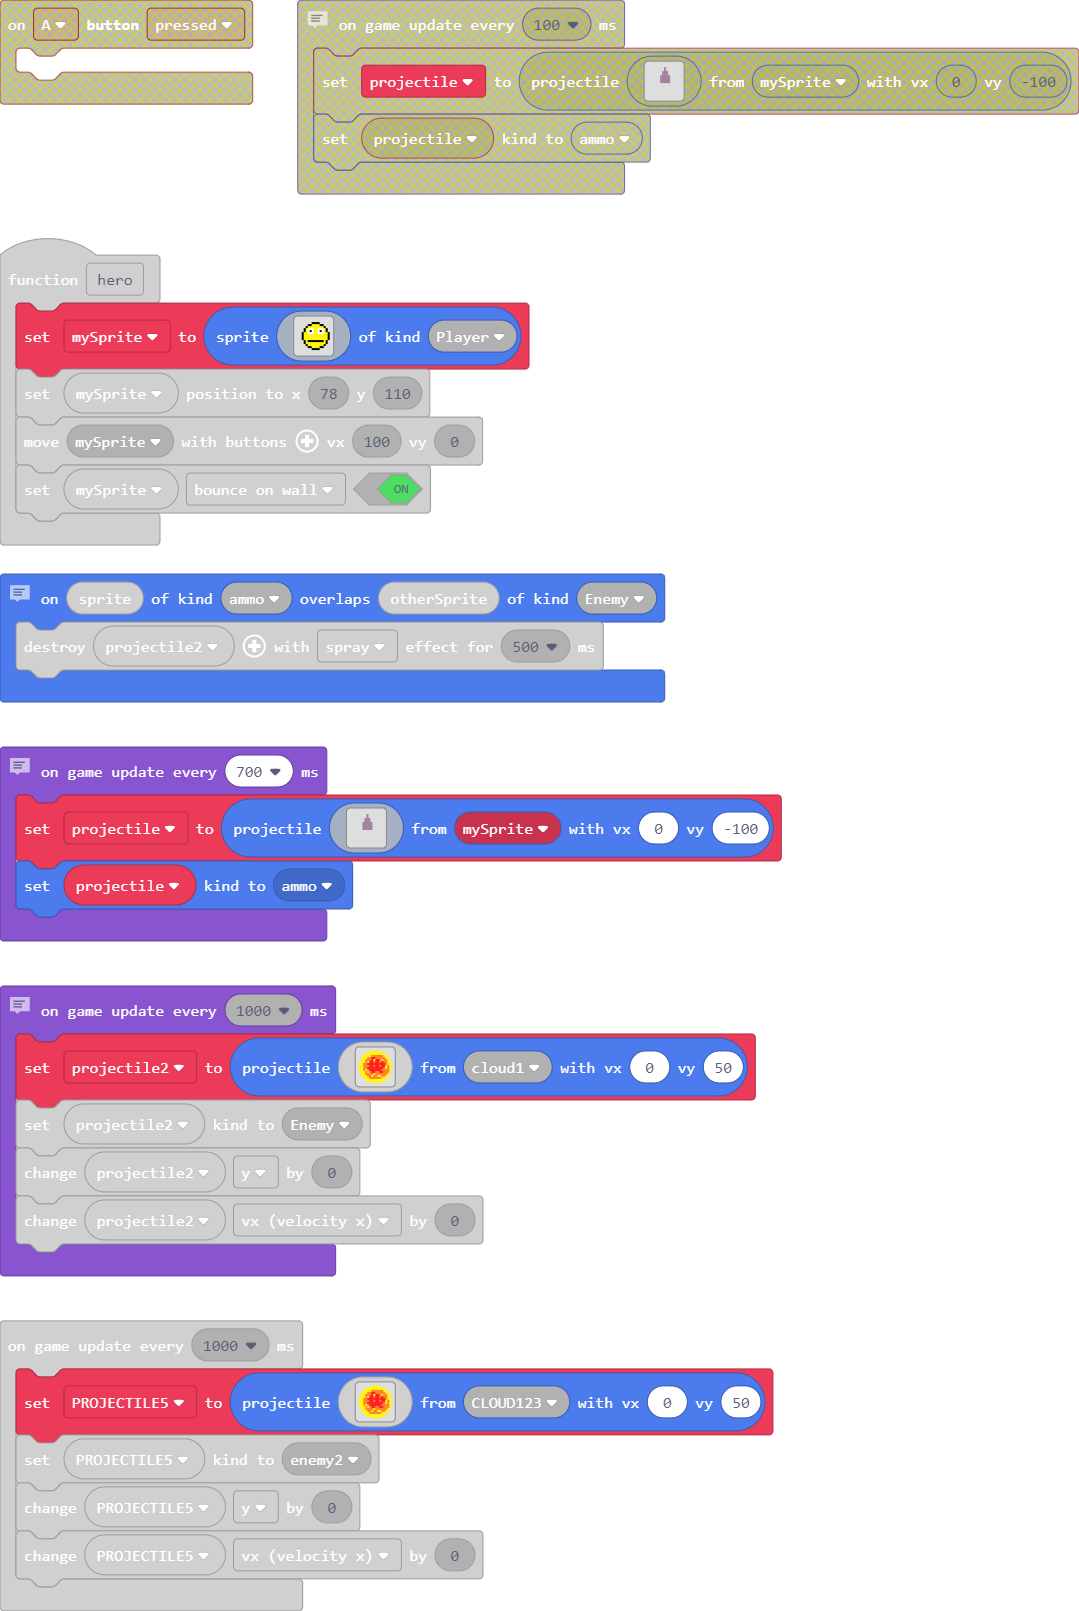 on A button pressed
on game update every 100 ms
set projectile to projectile from mySprite with vx 0 vy -100
set projectile kind to ammo
function hero
set mySprite to sprite of kind Player
set mySprite position to x 78 y 110
move mySprite with buttons vx 100 vy 0
set mySprite bounce on wall ON
on sprite of kind ammo overlaps otherSprite of kind Enemy
destroy projectile2 with spray effect for 500 ms
on game update every 700 ms
set projectile to projectile from mySprite with vx 0 vy -100
set projectile kind to ammo
on game update every 1000 ms
set projectile2 to projectile from cloud1 with vx 0 vy 50
set projectile2 kind to Enemy
change projectile2 y by 0
change projectile2 vx (velocity x) by 0
on game update every 1000 ms
set PROJECTILE5 to projectile from CLOUD123 with vx 0 vy 50
set PROJECTILE5 kind to enemy2
change PROJECTILE5 y by 0
change PROJECTILE5 vx (velocity x) by 0